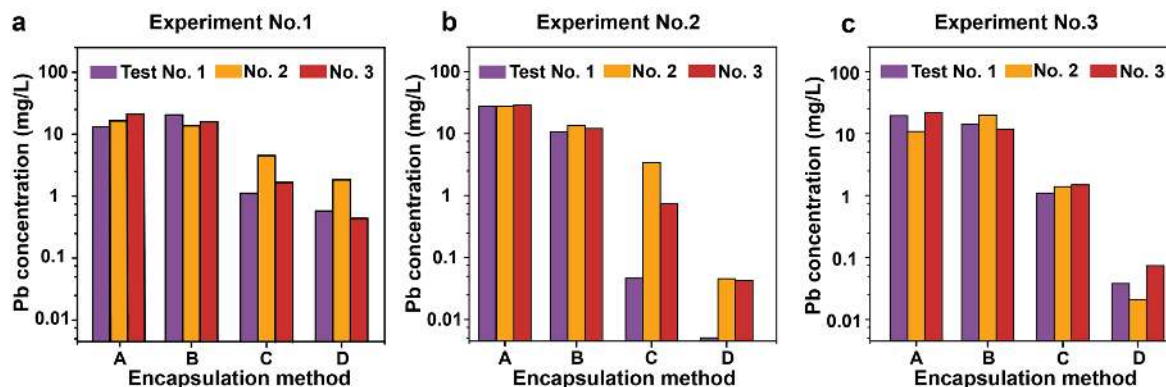 a Experiment No.1
Test No. 1 No. 2 No. 3
Pb concentration (mg/L)
100
10
1
0.1
0.01
A B C D
Encapsulation method
b Experiment No.2
Test No. 1 No. 2 No. 3
Pb concentration (mg/L)
100
10
1
0.1
0.01
A B C D
Encapsulation method
c Experiment No.3
Test No. 1 No. 2 No. 3
Pb concentration (mg/L)
100
10
1
0.1
0.01
A B C D
Encapsulation method